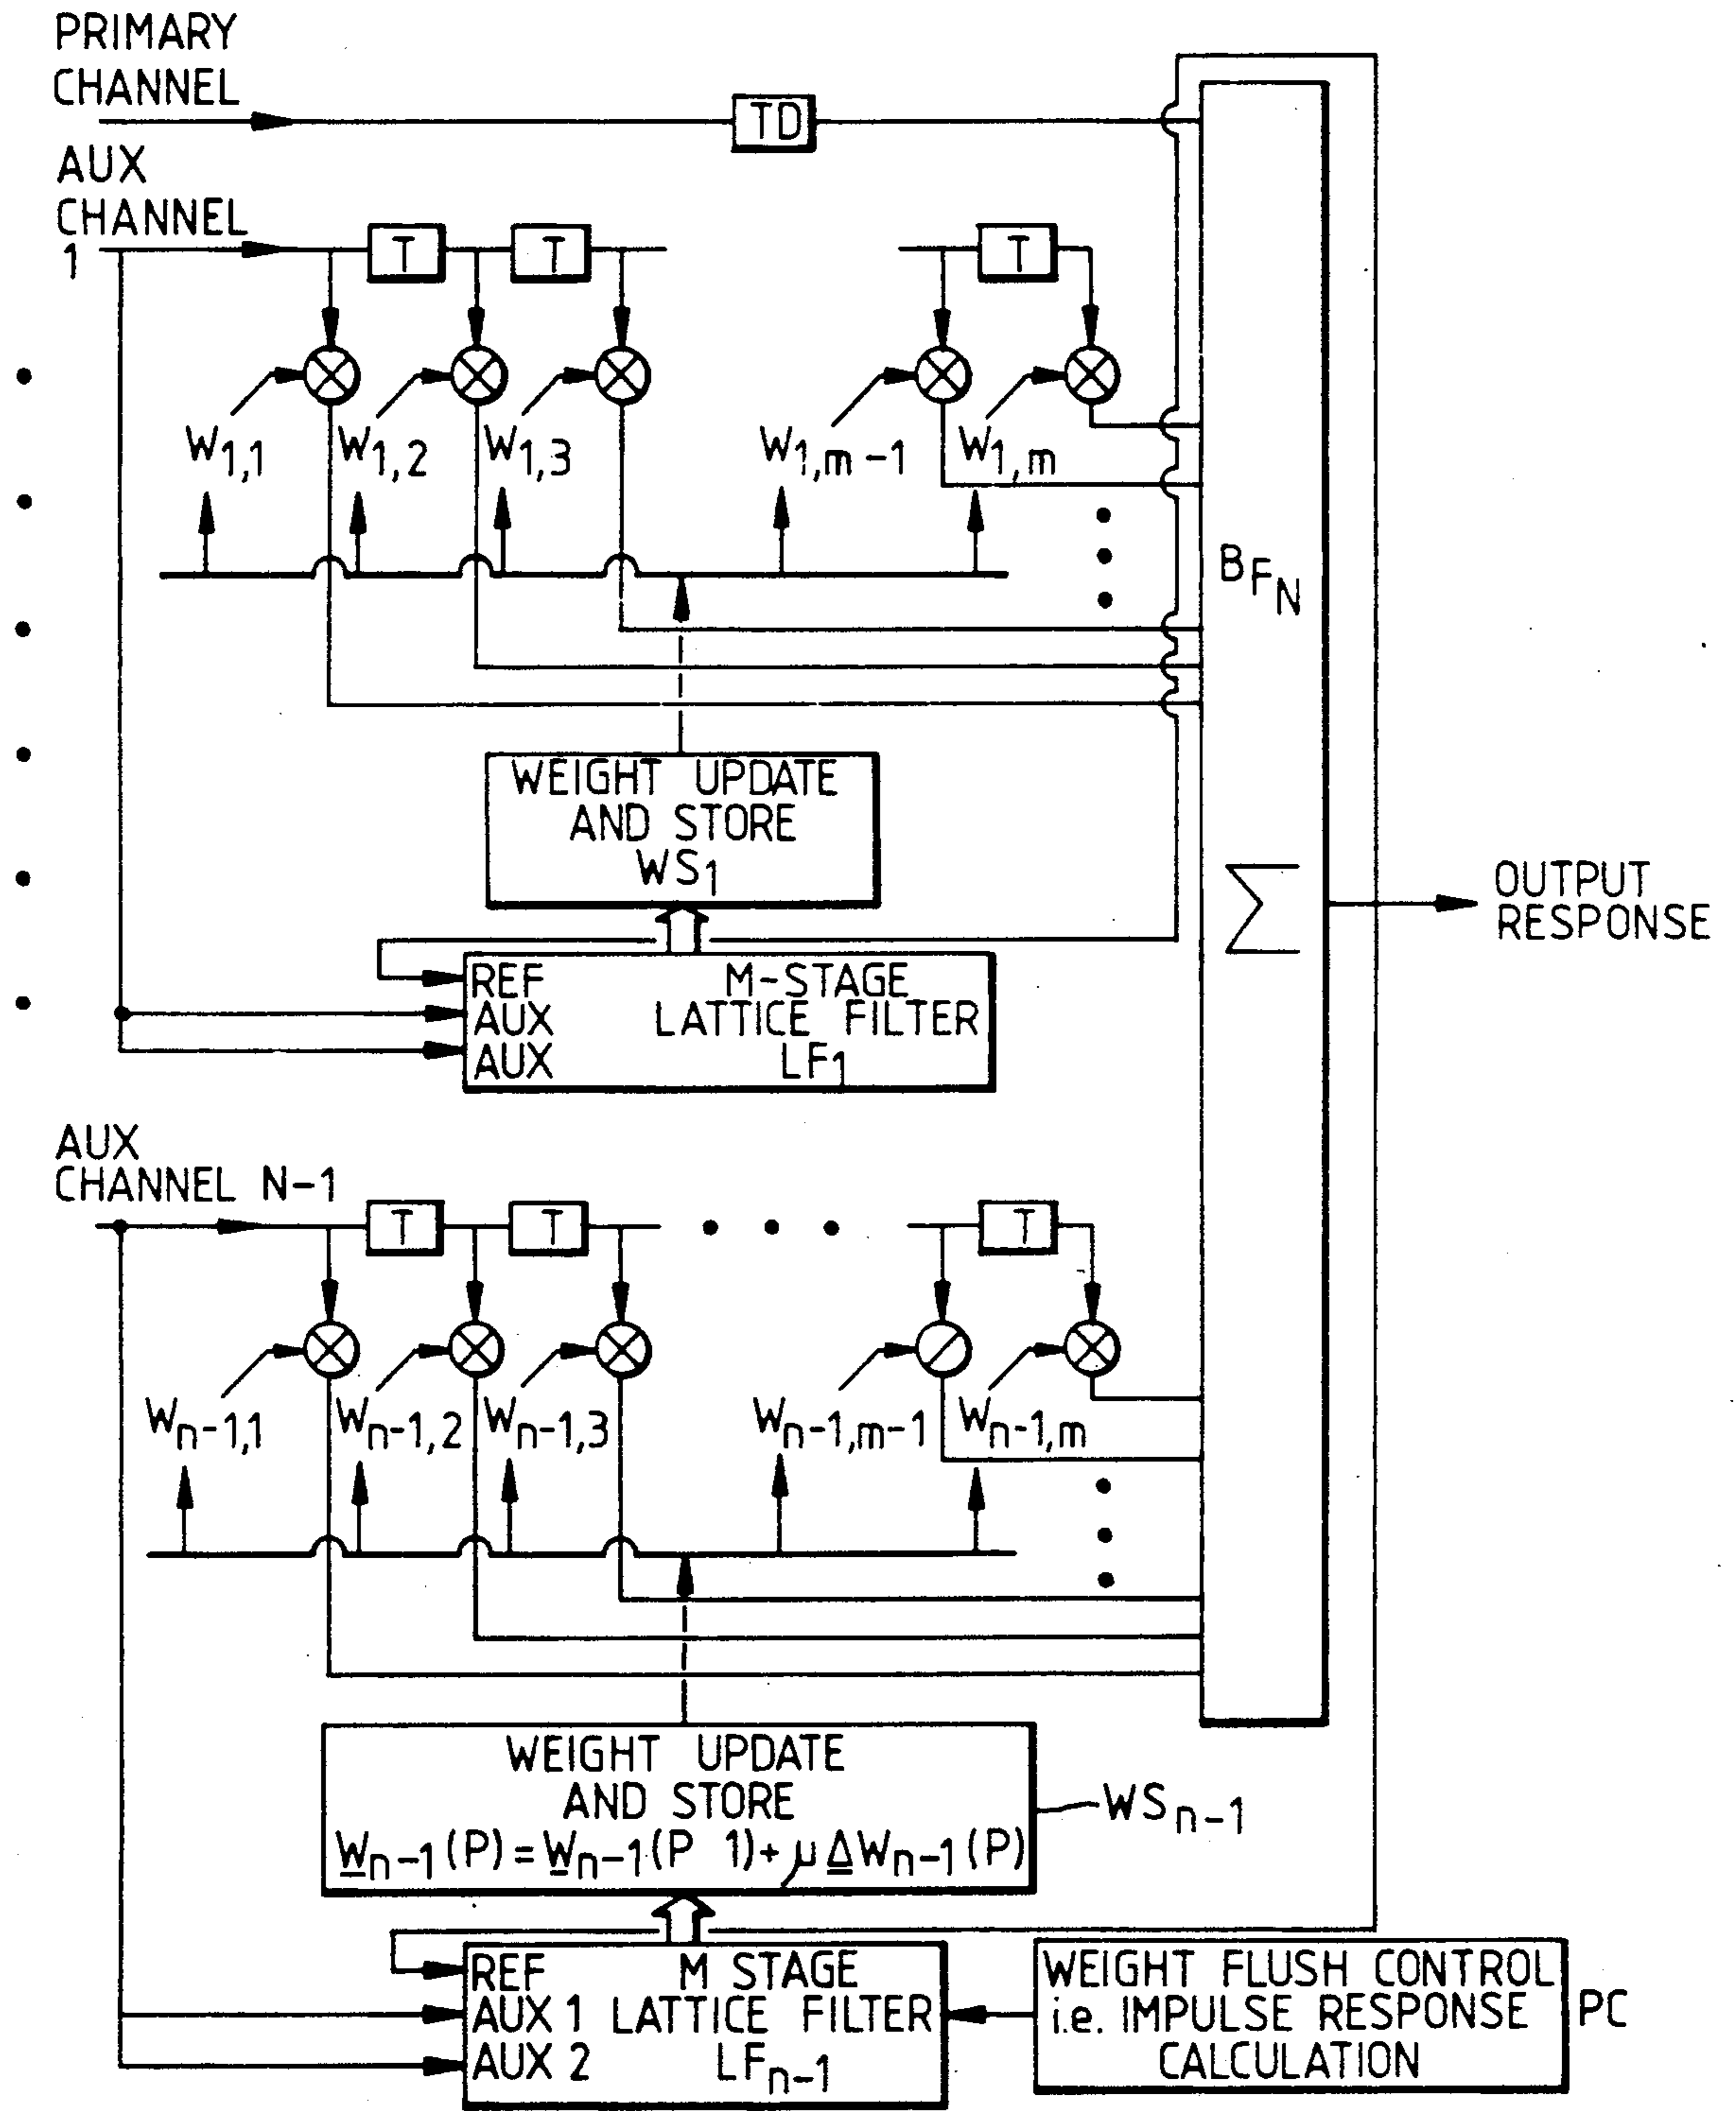 PRIMARY
CHANNEL
TD
AUX
CHANNEL
1
T T T
W1,1 W1,2 W1,3 W1,m-1 W1,m
BFN
WEIGHT UPDATE
AND STORE
WS1
Σ
OUTPUT
RESPONSE
REF M-STAGE
AUX LATTICE FILTER
AUX LF1
AUX
CHANNEL N-1
T T T
Wn-1,1 Wn-1,2 Wn-1,3 Wn-1,m-1 Wn-1,m
WEIGHT UPDATE
AND STORE
Wn-1(P) = Wn-1(P 1)+ μ ΔWn-1(P)
WSn-1
REF M STAGE
AUX 1 LATTICE FILTER
AUX 2 LFn-1
WEIGHT FLUSH CONTROL
i.e. IMPULSE RESPONSE
CALCULATION
PC